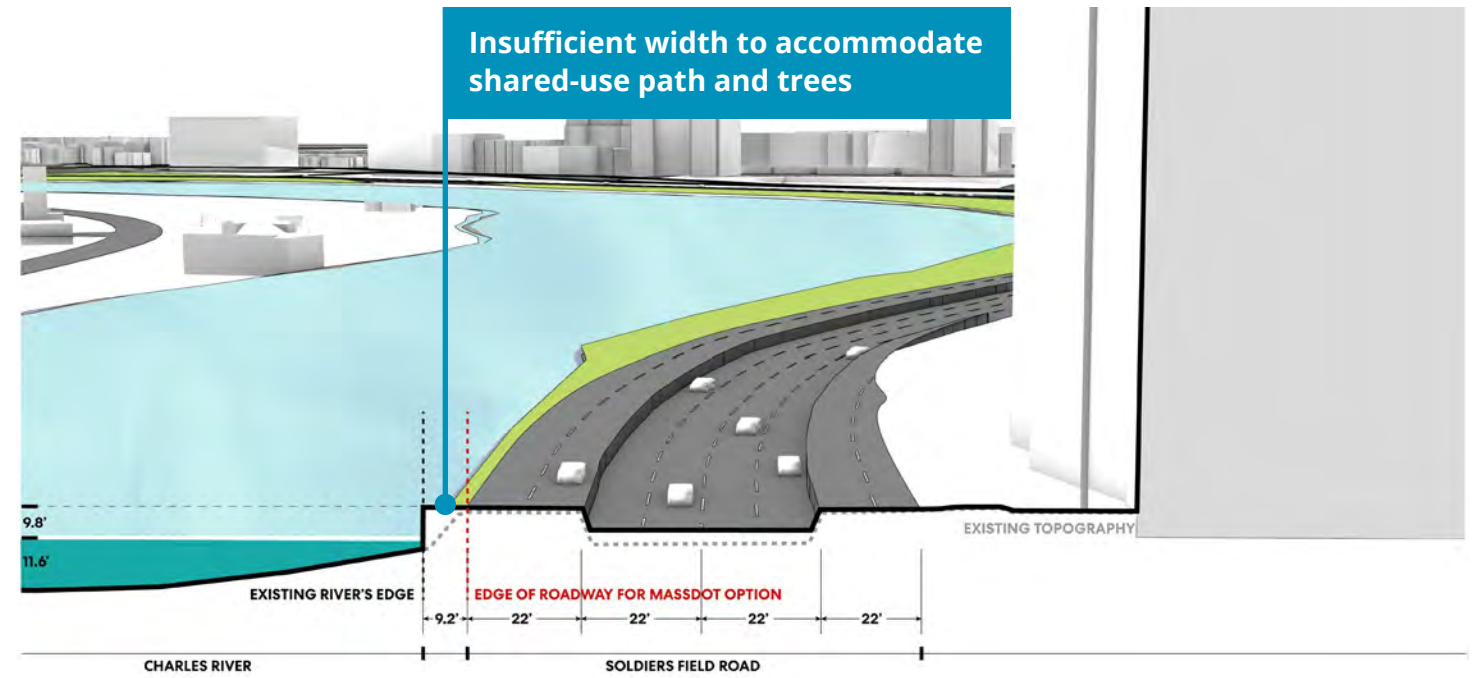 Insufficient width to accommodate
shared-use path and trees
9.8'
11.6'
EXISTING TOPOGRAPHY
EXISTING RIVER'S EDGE
EDGE OF ROADWAY FOR MASSDOT OPTION
9.2'
22'
22'
22'
22'
CHARLES RIVER
SOLDIERS FIELD ROAD